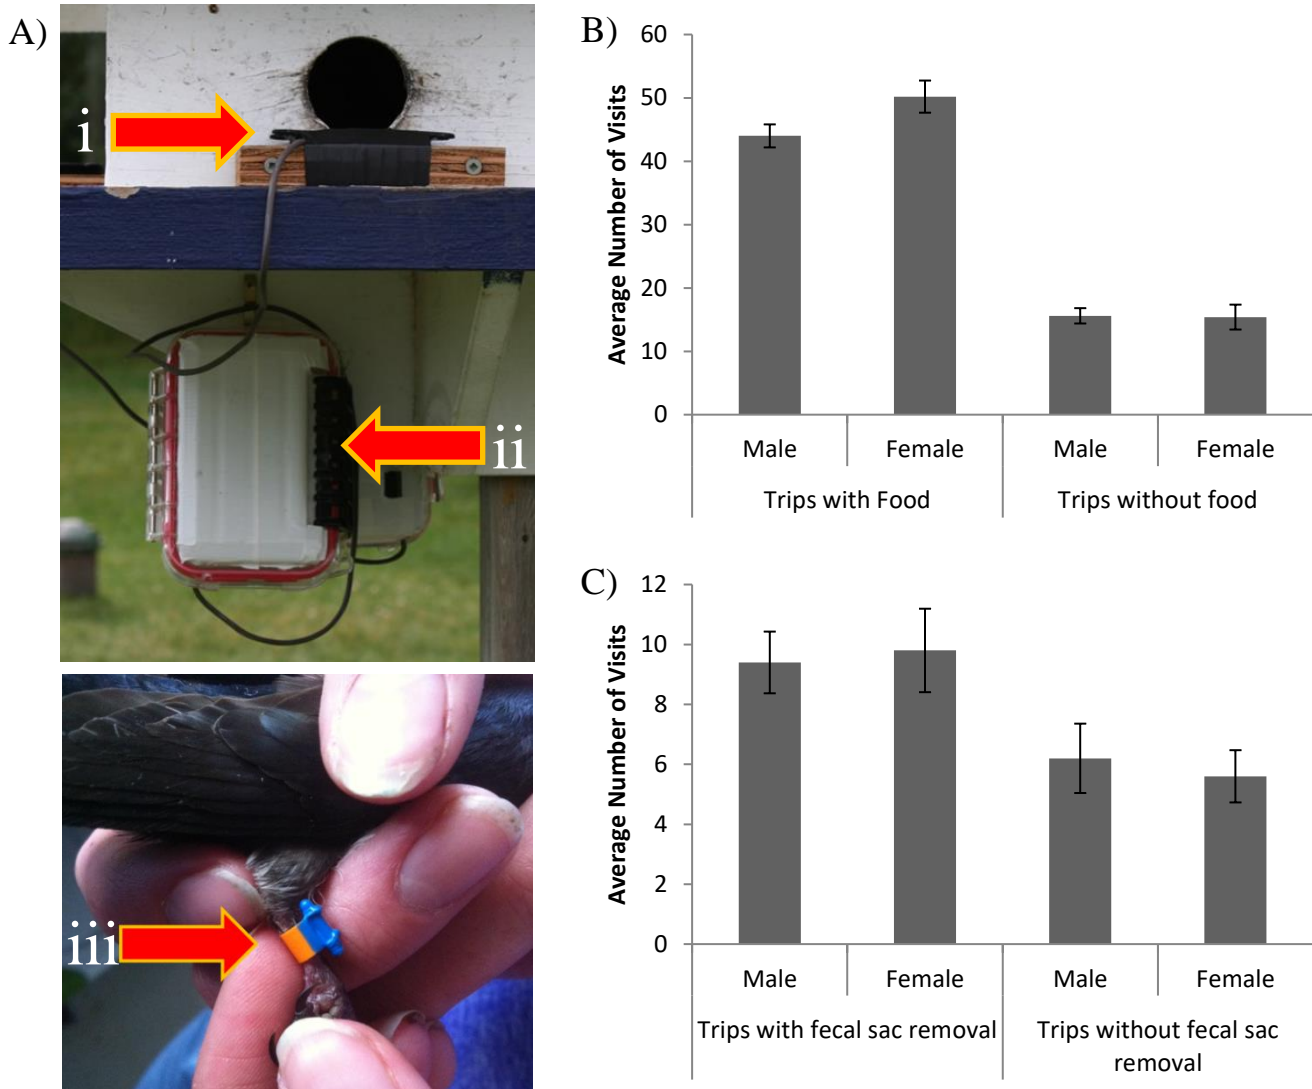 A)
i
ii
iii
B)
Average Number of Visits
60
50
40
30
20
10
0
Male
Female
Male
Female
Trips with Food
Trips without food
C)
Average Number of Visits
12
10
8
6
4
2
0
Male
Female
Male
Female
Trips with fecal sac removal
Trips without fecal sac
removal